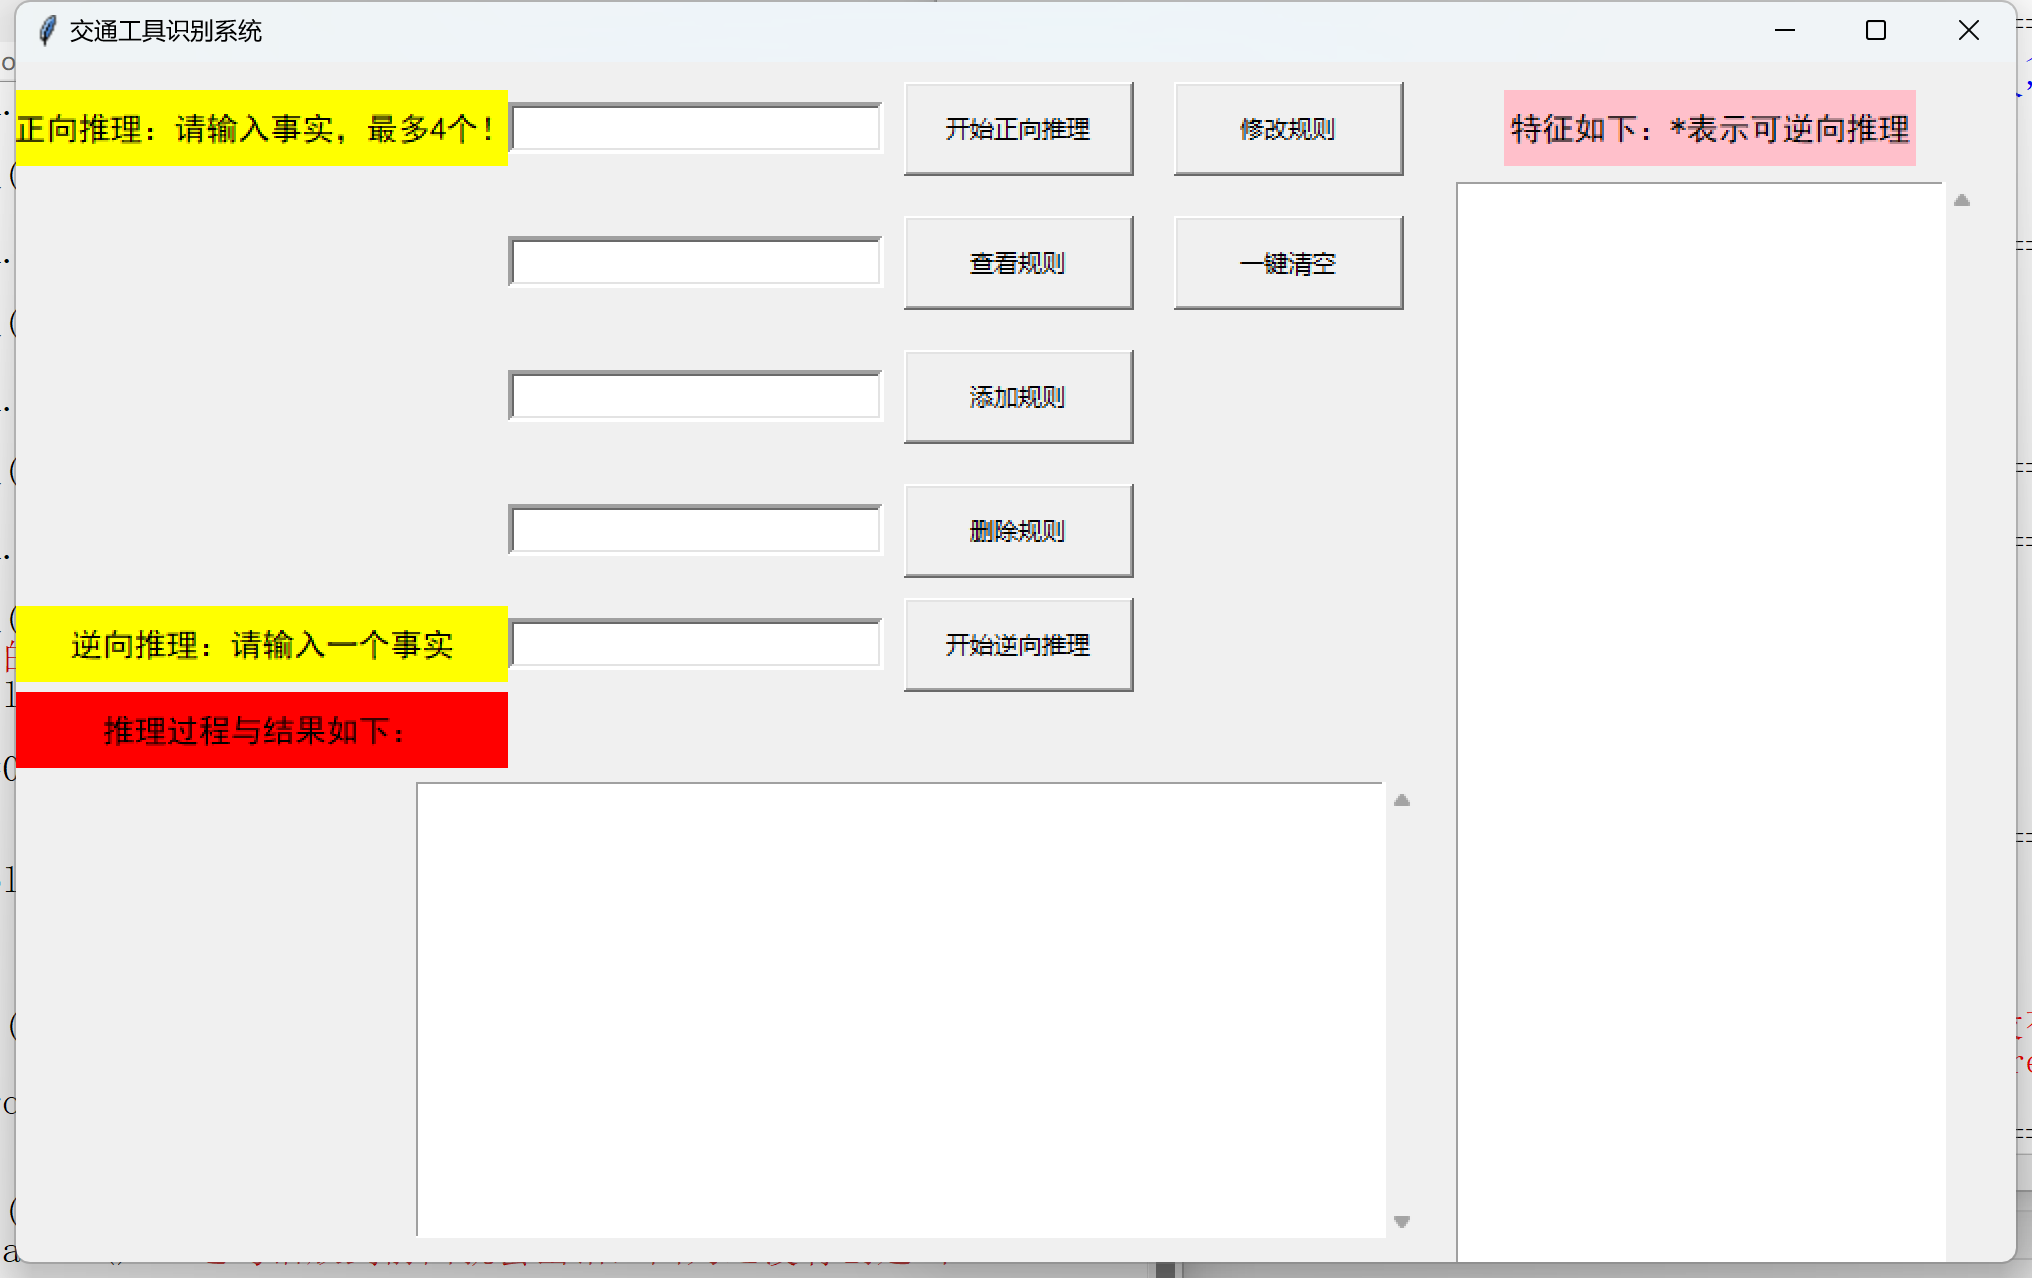 交通工具识别系统
正向推理：请输入事实，最多4个！
开始正向推理
修改规则
特征如下：*表示可逆向推理
查看规则
一键清空
添加规则
删除规则
逆向推理：请输入一个事实
开始逆向推理
推理过程与结果如下：